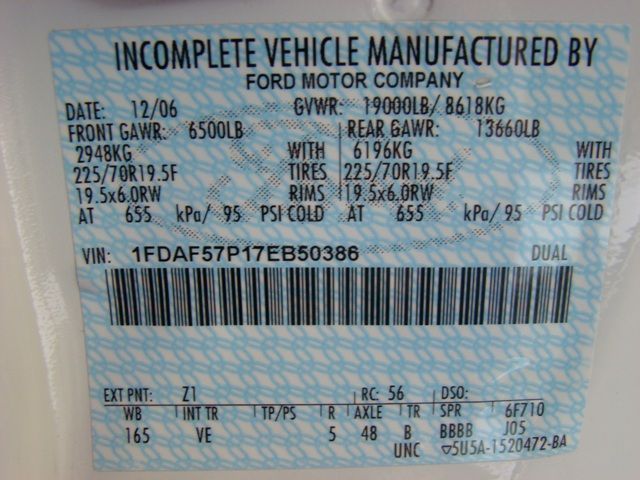 INCOMPLETE VEHICLE MANUFACTURED BY
FORD MOTOR COMPANY
DATE: 12/06 GVWR: 19000LB/ 8618KG
FRONT GAWR: 6500LB REAR GAWR: 13660LB
2948KG WITH 6196KG WITH
225/70R19.5F TIRES 225/70R19.5F TIRES
19.5x6.0RW RIMS 19.5x6.0RW RIMS
AT 655 kPa/ 95 PSI COLD AT 655 kPa/ 95 PSI COLD
VIN: 1FDAF57P17EB50386 DUAL
EXT PNT: Z1 RC: 56 DSO:
WB INT TR TP/PS R AXLE TR SPR 6F710
165 VE 5 48 B BBBB J05
UNC ▽5U5A-1520472-BA